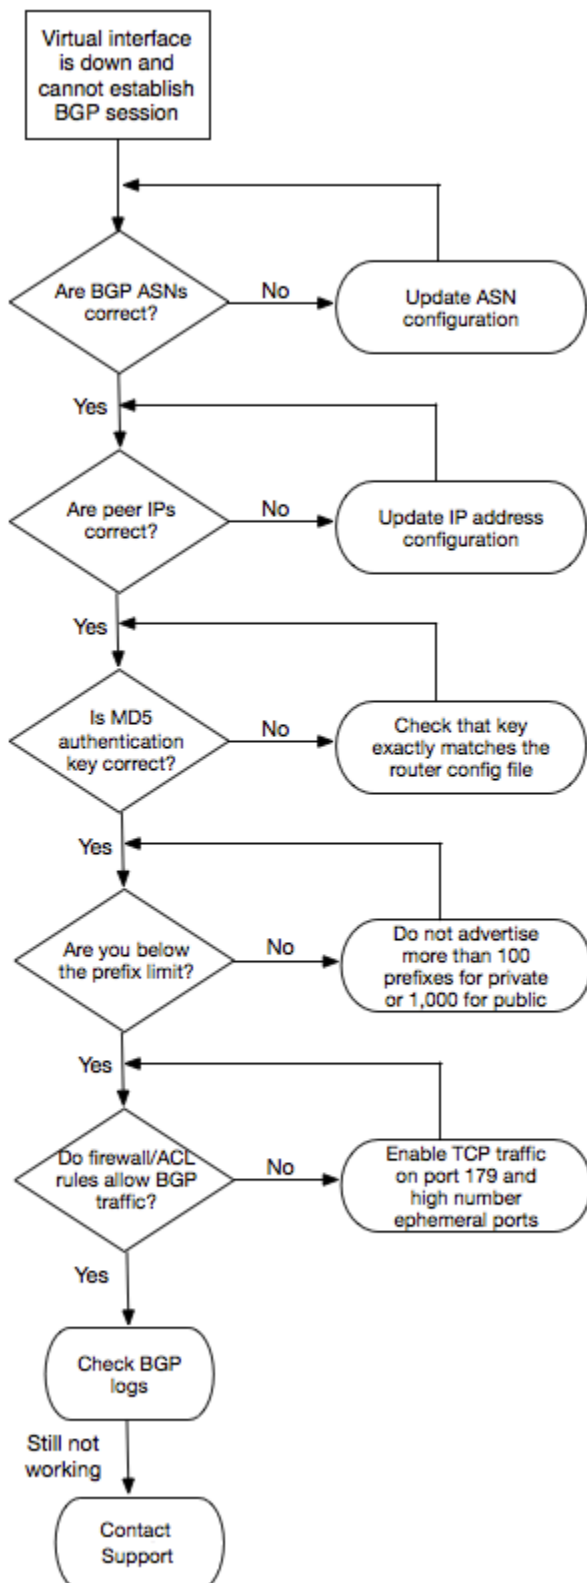 Virtual interface
is down and
cannot establish
BGP session
Are BGP ASNs
correct?
No
Update ASN
configuration
Yes
Are peer IPs
correct?
No
Update IP address
configuration
Yes
Is MD5
authentication
key correct?
No
Check that key
exactly matches the
router config file
Yes
Are you below
the prefix limit?
No
Do not advertise
more than 100
prefixes for private
or 1,000 for public
Yes
Do firewall/ACL
rules allow BGP
traffic?
No
Enable TCP traffic
on port 179 and
high number
ephemeral ports
Yes
Check BGP
logs
Still not
working
Contact
Support